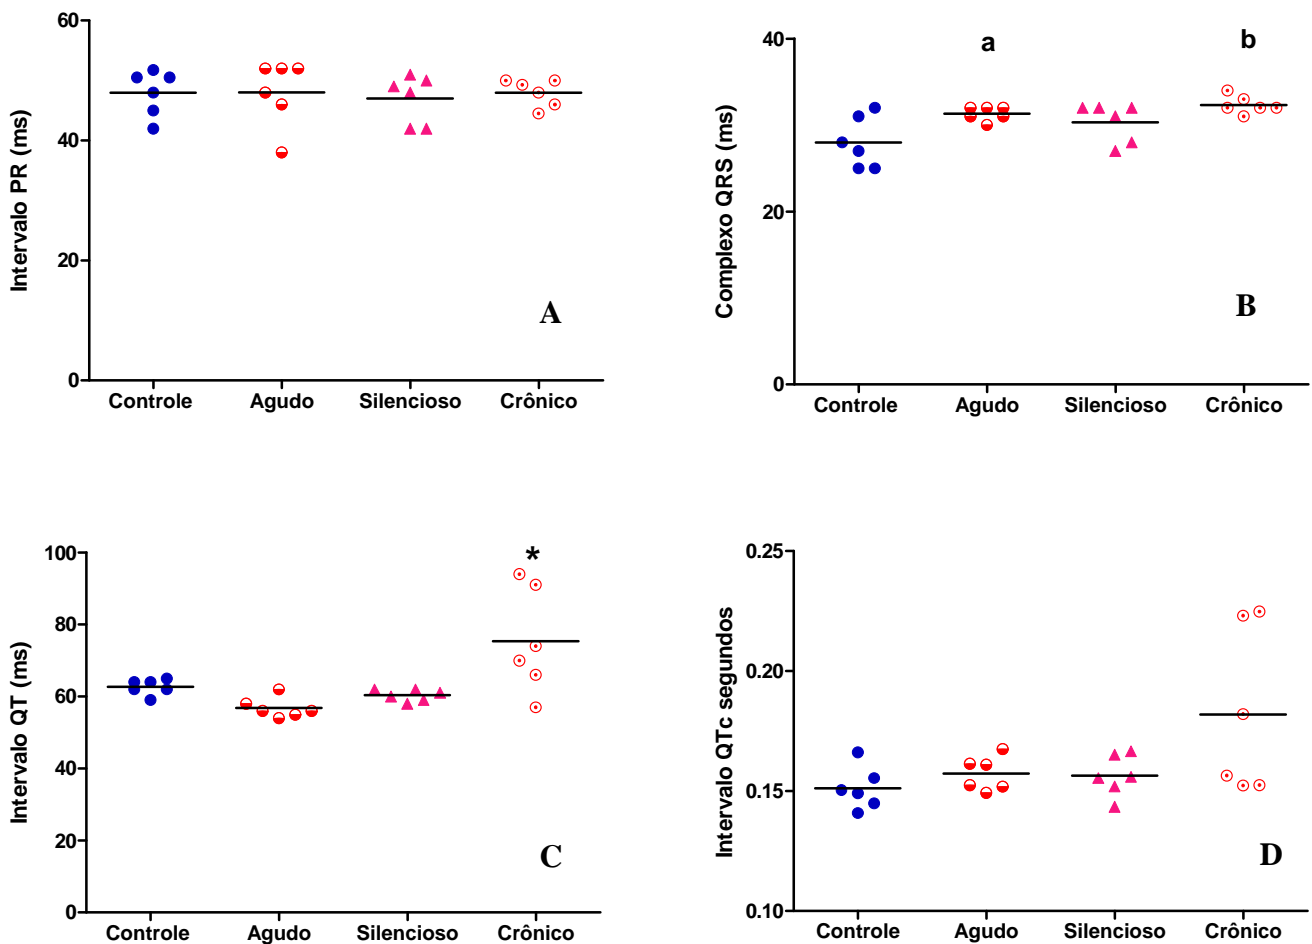 60
40
20
0
Intervalo PR (ms)
A
Controle Agudo Silencioso Crônico
40
20
0
Complexo QRS (ms)
a
b
B
Controle Agudo Silencioso Crônico
100
80
60
40
20
0
Intervalo QT (ms)
*
C
Controle Agudo Silencioso Crônico
0.25
0.20
0.15
0.10
Intervalo QTc segundos
D
Controle Agudo Silencioso Crônico